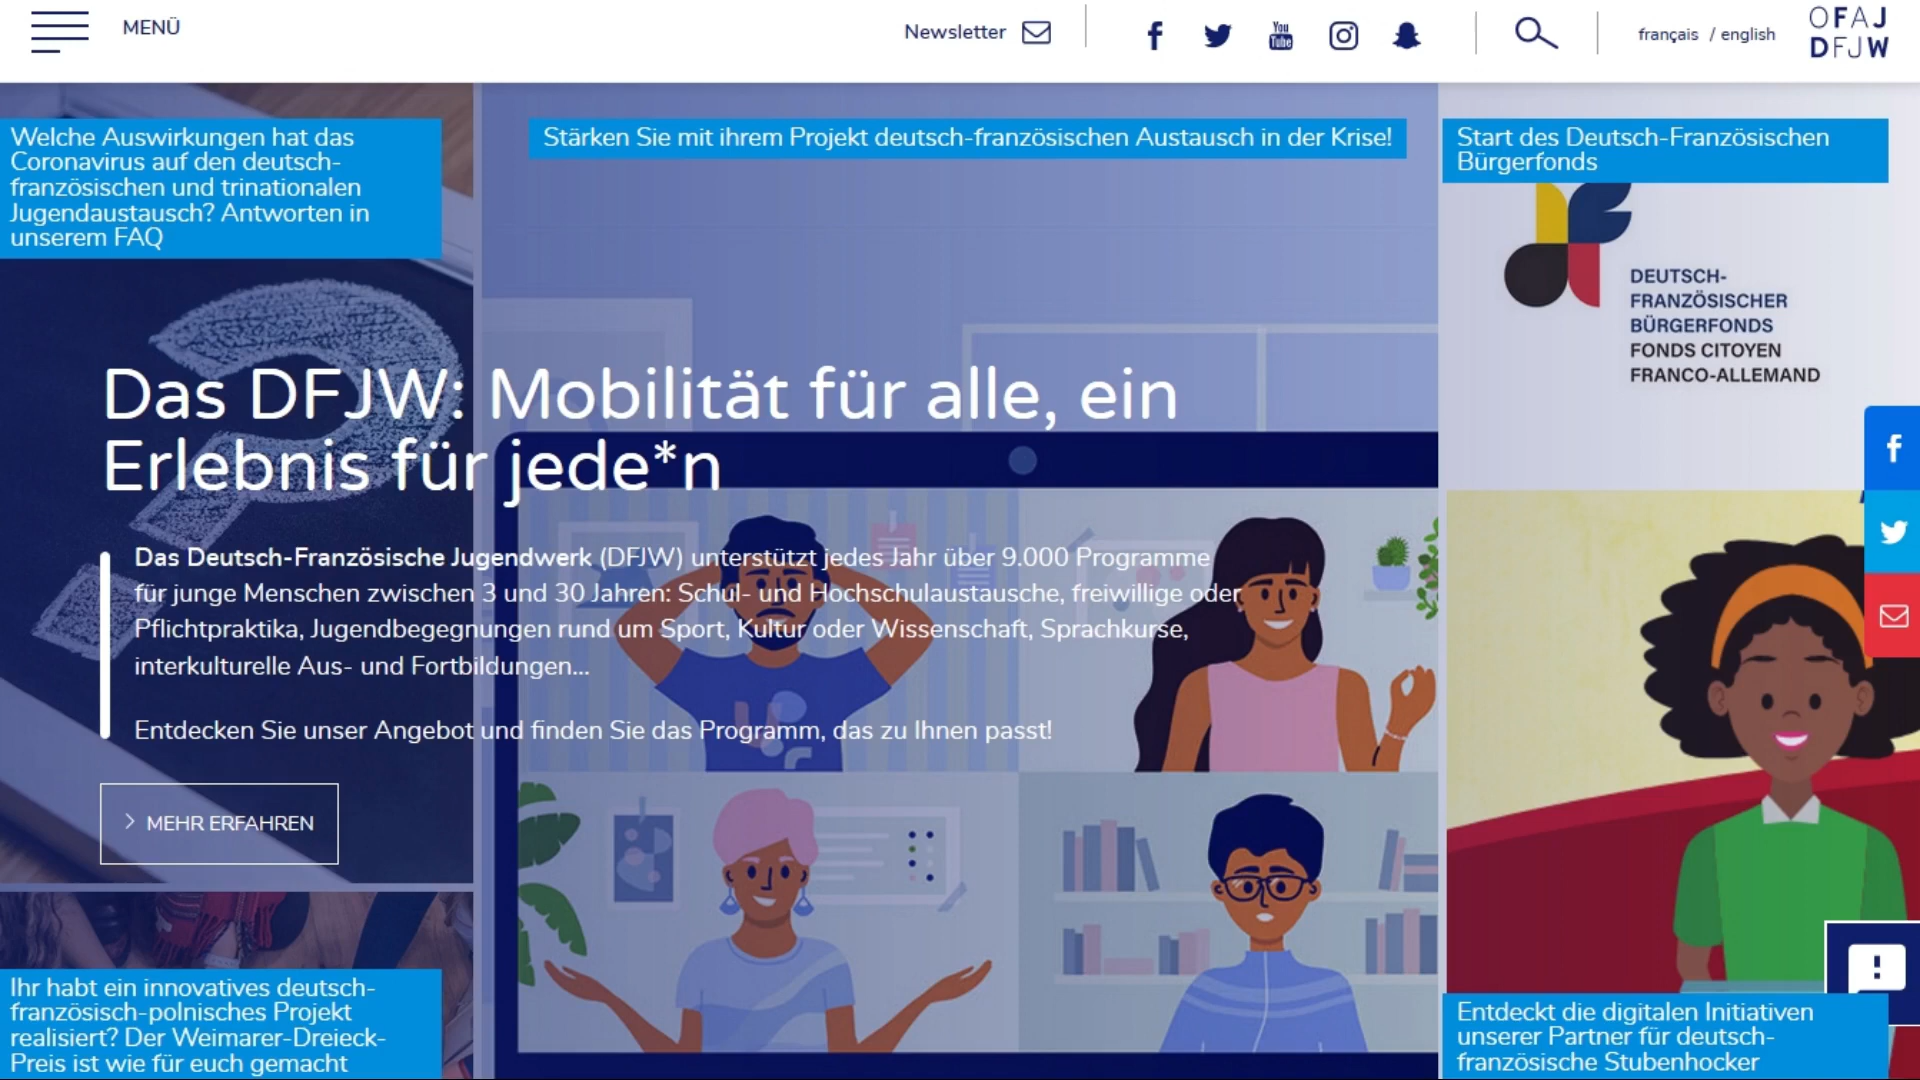 MENÜ
Newsletter
You
Tube
français / english
OFAJ
DFJW
Welche Auswirkungen hat das
Coronavirus auf den deutsch-
französischen und trinationalen
Jugendaustausch? Antworten in
unserem FAQ
Stärken Sie mit ihrem Projekt deutsch-französischen Austausch in der Krise!
Start des Deutsch-Französischen
Bürgerfonds
DEUTSCH-
FRANZÖSISCHER
BÜRGERFONDS
FONDS CITOYEN
FRANCO-ALLEMAND
Das DFJW: Mobilität für alle, ein
Erlebnis für jede*n
Das Deutsch-Französische Jugendwerk (DFJW) unterstützt jedes Jahr über 9.000 Programme
für junge Menschen zwischen 3 und 30 Jahren: Schul- und Hochschulaustausche, freiwillige oder
Pflichtpraktika, Jugendbegegnungen rund um Sport, Kultur oder Wissenschaft, Sprachkurse,
interkulturelle Aus- und Fortbildungen...
Entdecken Sie unser Angebot und finden Sie das Programm, das zu Ihnen passt!
MEHR ERFAHREN
Ihr habt ein innovatives deutsch-
französisch-polnisches Projekt
realisiert? Der Weimarer-Dreieck-
Preis ist wie für euch gemacht
Entdeckt die digitalen Initiativen
unserer Partner für deutsch-
französische Stubenhocker